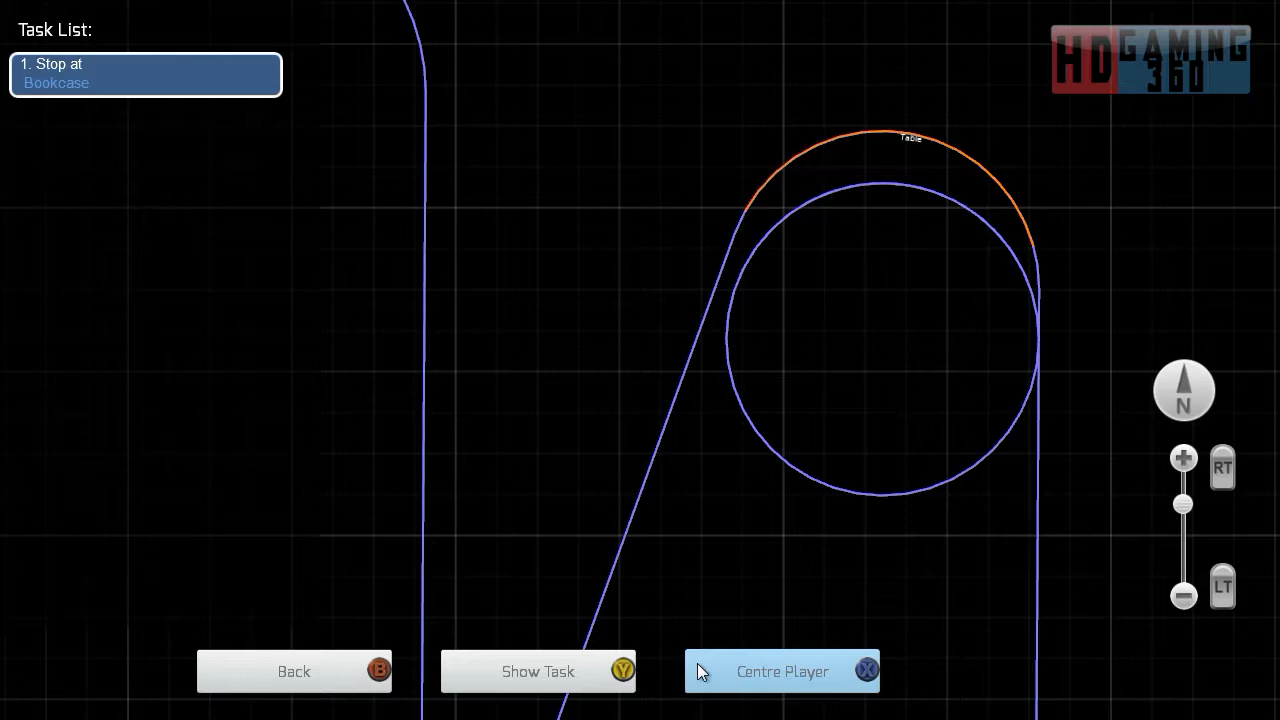 Task List:
1. Stop at
Bookcase
HD GAMING
360
Table
N
RT
LT
Back B
Show Task Y
Centre Player X